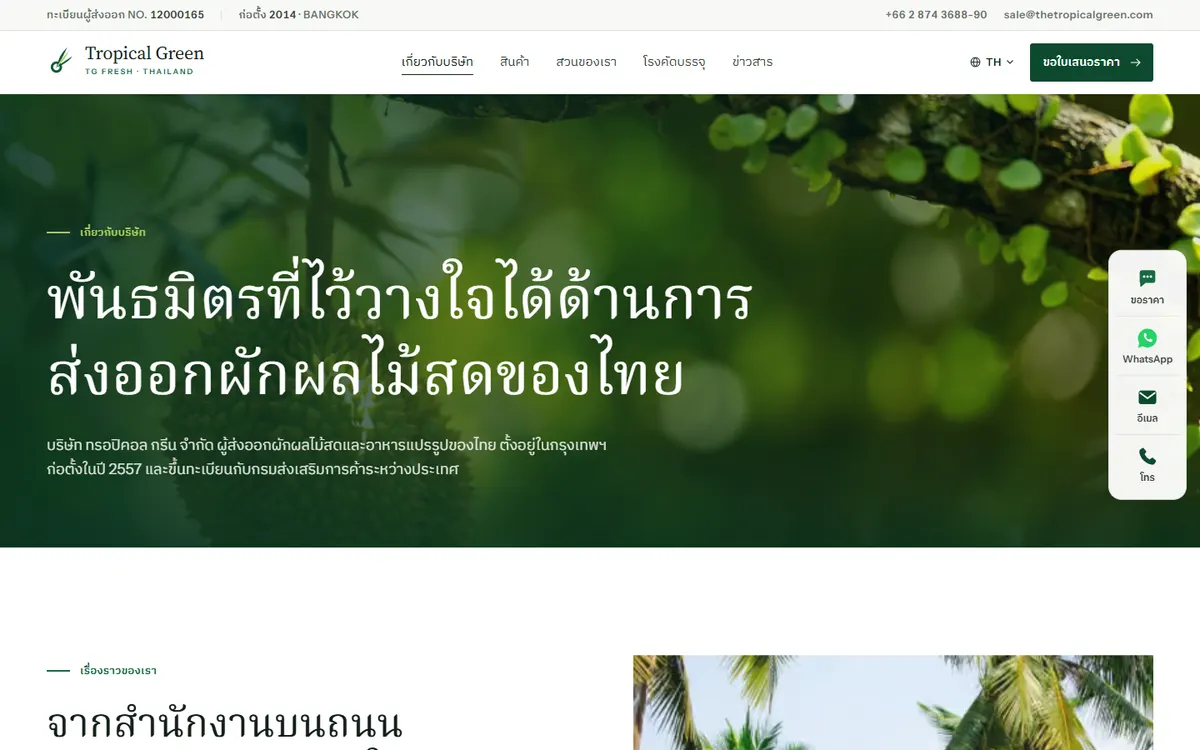 ทะเบียนผู้ส่งออก NO. 12000165
ก่อตั้ง 2014 · BANGKOK
+66 2 874 3688-90
sale@thetropicalgreen.com
Tropical Green
TG FRESH · THAILAND
เกี่ยวกับบริษัท
สินค้า
สวนของเรา
โรงคัดบรรจุ
ข่าวสาร
TH
ขอใบเสนอราคา →
เกี่ยวกับบริษัท
พันธมิตรที่ไว้วางใจได้ด้านการ
ส่งออกผักผลไม้สดของไทย
บริษัท ทรอปิคอล กรีน จำกัด ผู้ส่งออกผักผลไม้สดและอาหารแปรรูปของไทย ตั้งอยู่ในกรุงเทพฯ
ก่อตั้งในปี 2557 และขึ้นทะเบียนกับกรมส่งเสริมการค้าระหว่างประเทศ
ขอราคา
WhatsApp
อีเมล
โทร
เรื่องราวของเรา
จากสำนักงานบนถนน